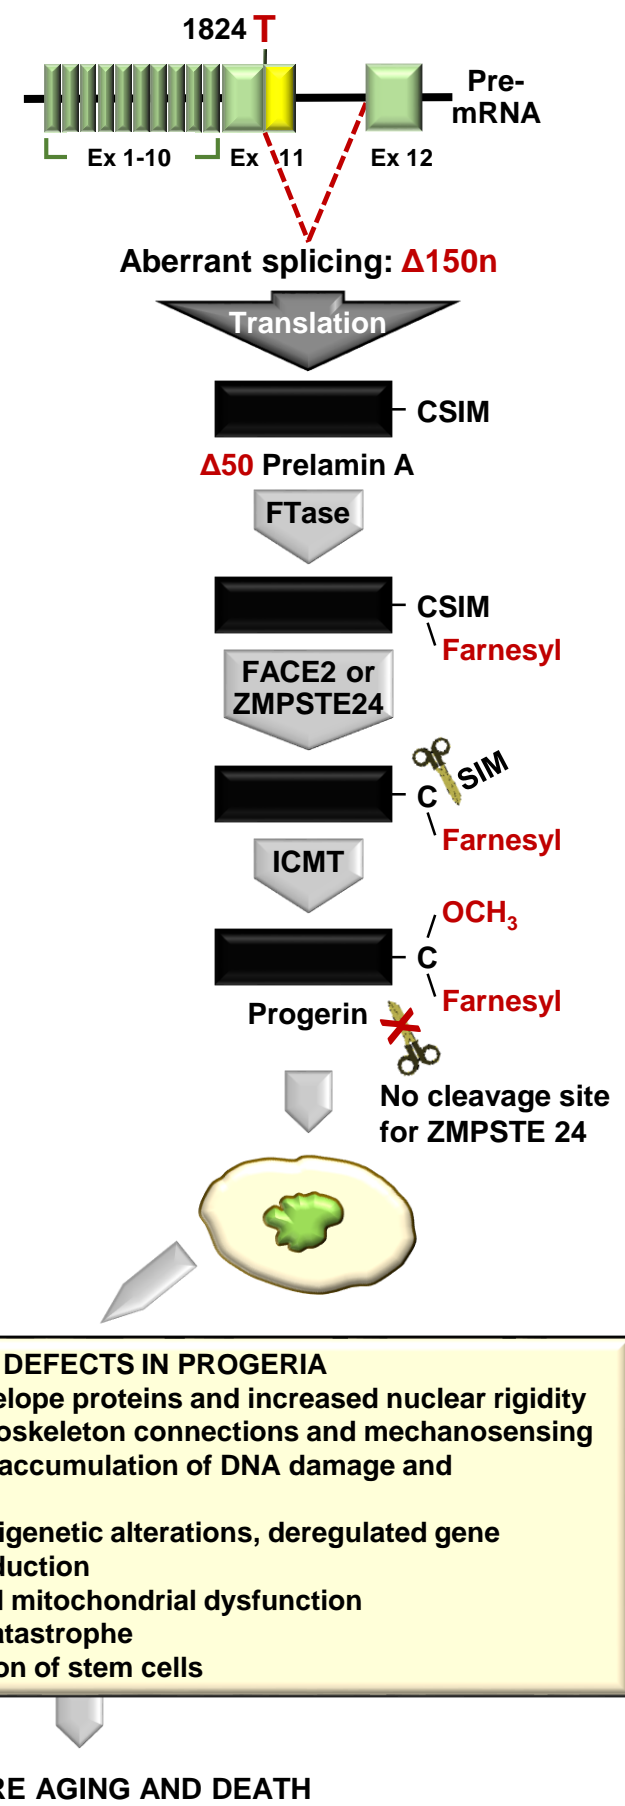 1824 T
Pre-
mRNA
Ex 1-10
Ex 11
Ex 12
Aberrant splicing: Δ150n
Translation
CSIM
Δ50 Prelamin A
FTase
CSIM
Farnesyl
FACE2 or
ZMPSTE24
C
SIM
Farnesyl
ICMT
OCH₃
C
Farnesyl
Progerin
No cleavage site
for ZMPSTE 24
DEFECTS IN PROGERIA
elope proteins and increased nuclear rigidity
oskeleton connections and mechanosensing
accumulation of DNA damage and
igenetic alterations, deregulated gene
duction
d mitochondrial dysfunction
atastrophe
on of stem cells
RE AGING AND DEATH